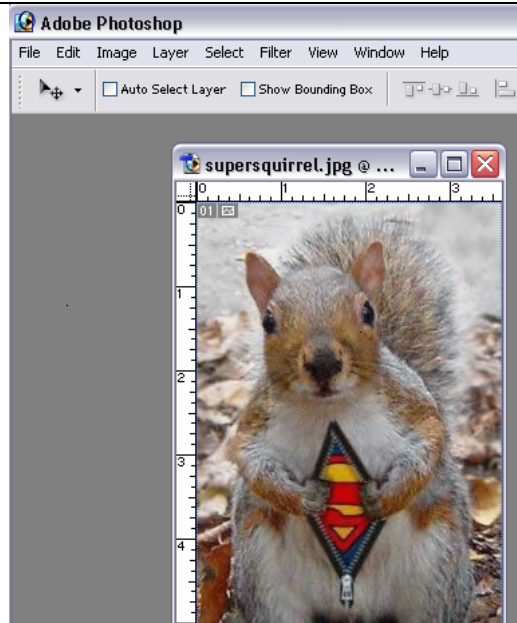 Adobe Photoshop
File Edit Image Layer Select Filter View Window Help
Auto Select Layer Show Bounding Box
supersquirrel.jpg @ ...
0 1 2 3
0
01
1
2
3
4
S